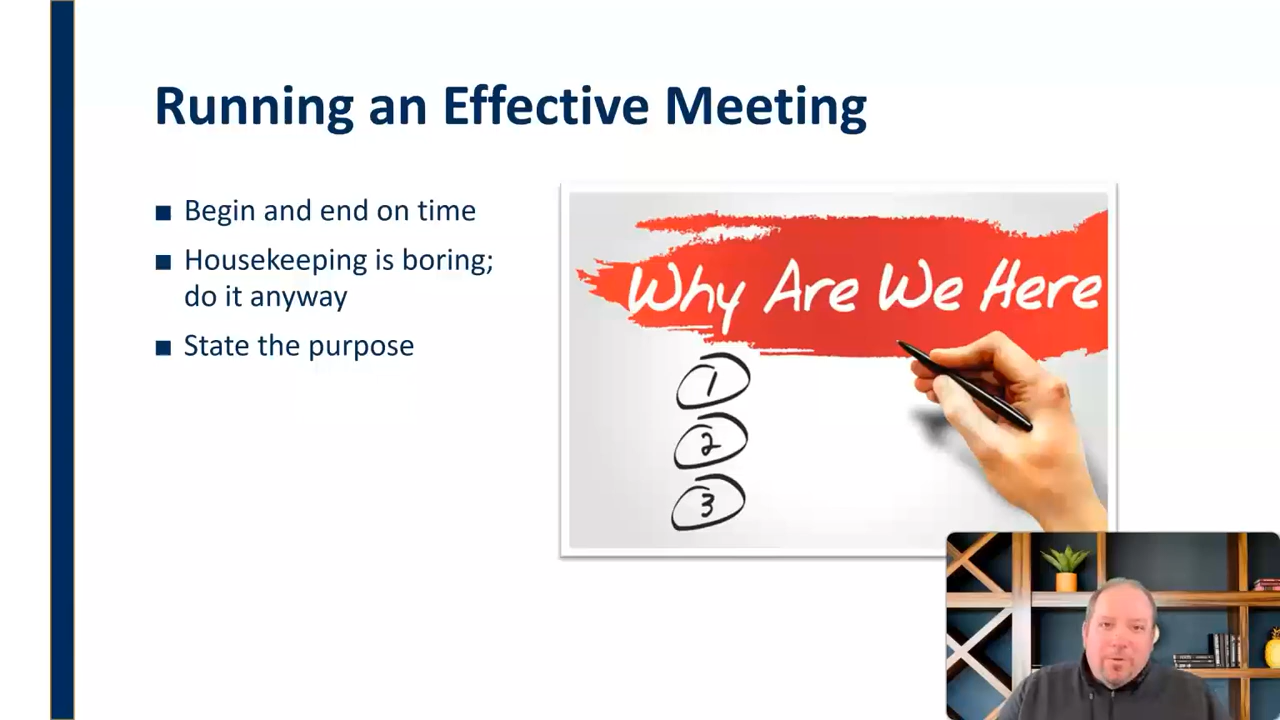 Running an Effective Meeting
■ Begin and end on time
■ Housekeeping is boring;
do it anyway
■ State the purpose
Why Are We Here
1
2
3